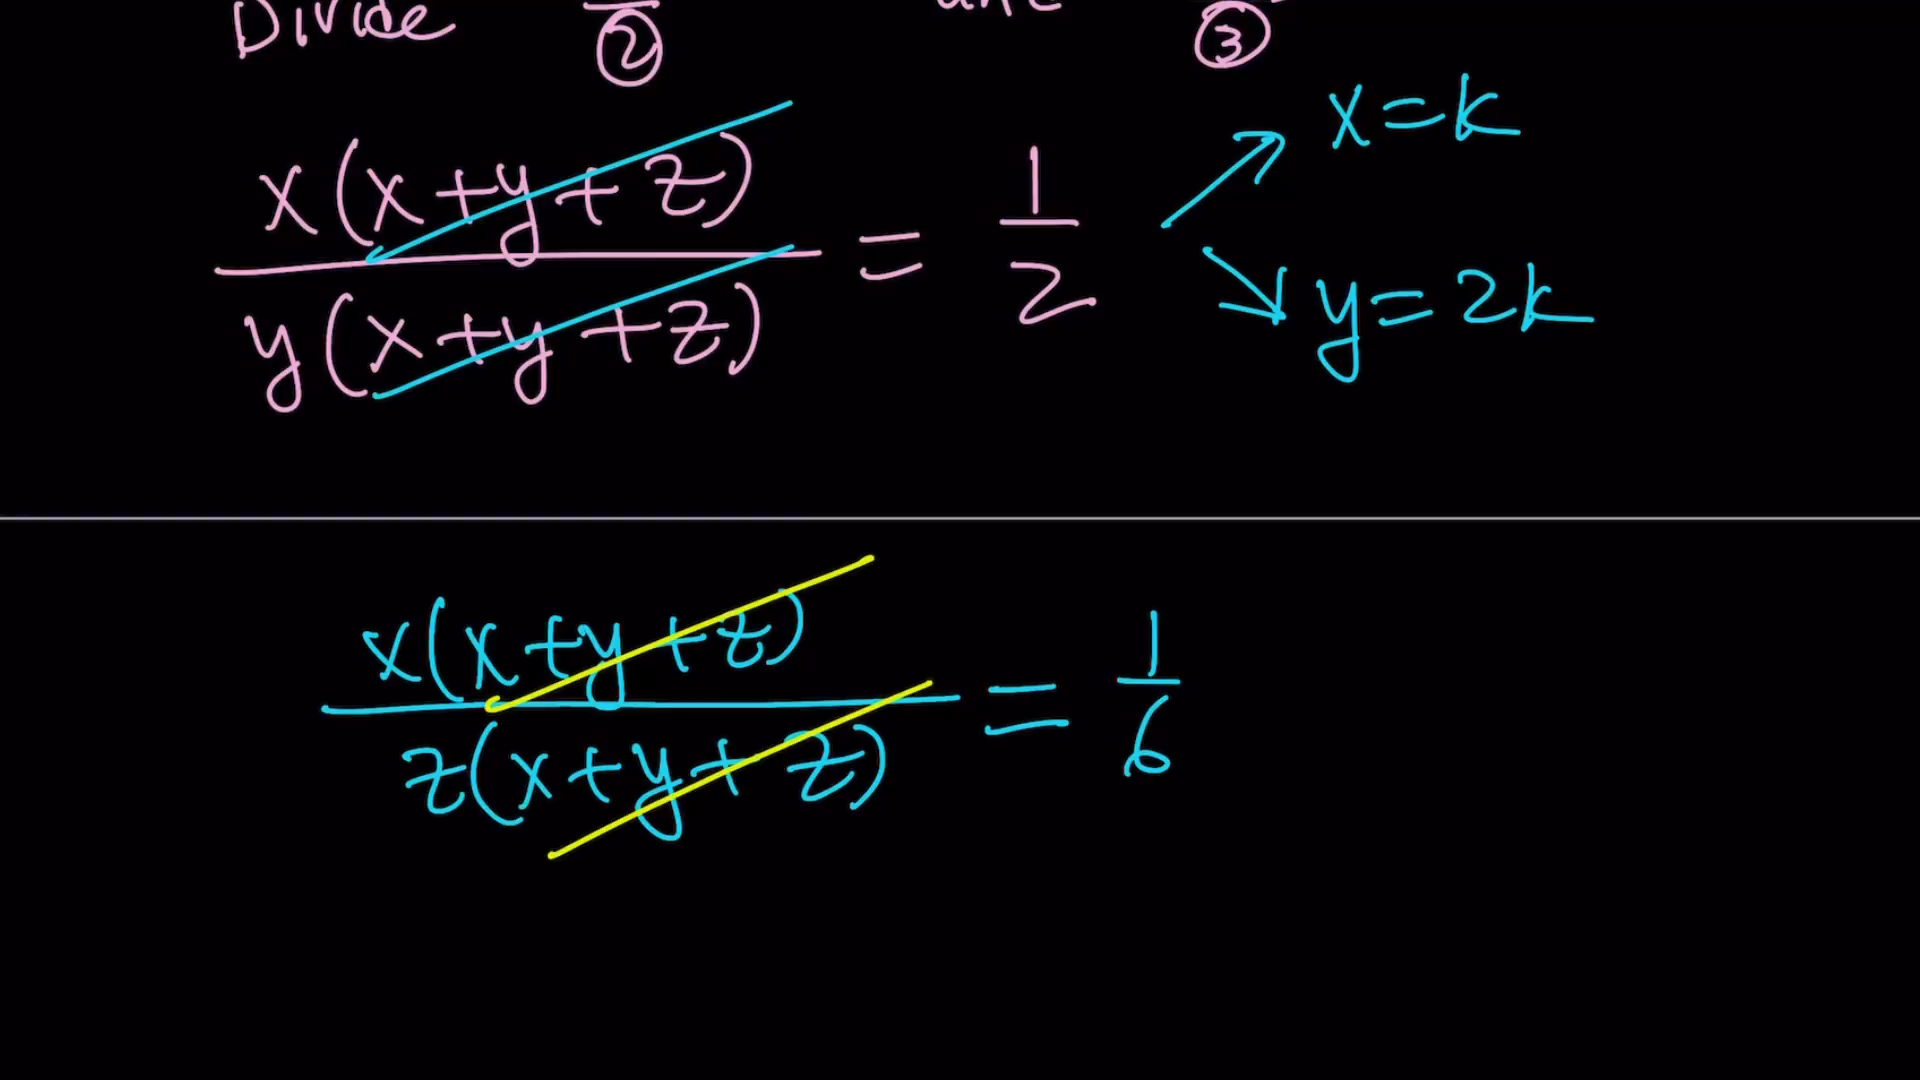 Divide ② ③
x(x+y+z)/y(x+y+z) = 1/2
x=k
y=2k
x(x+y+z)/z(x+y+z) = 1/6